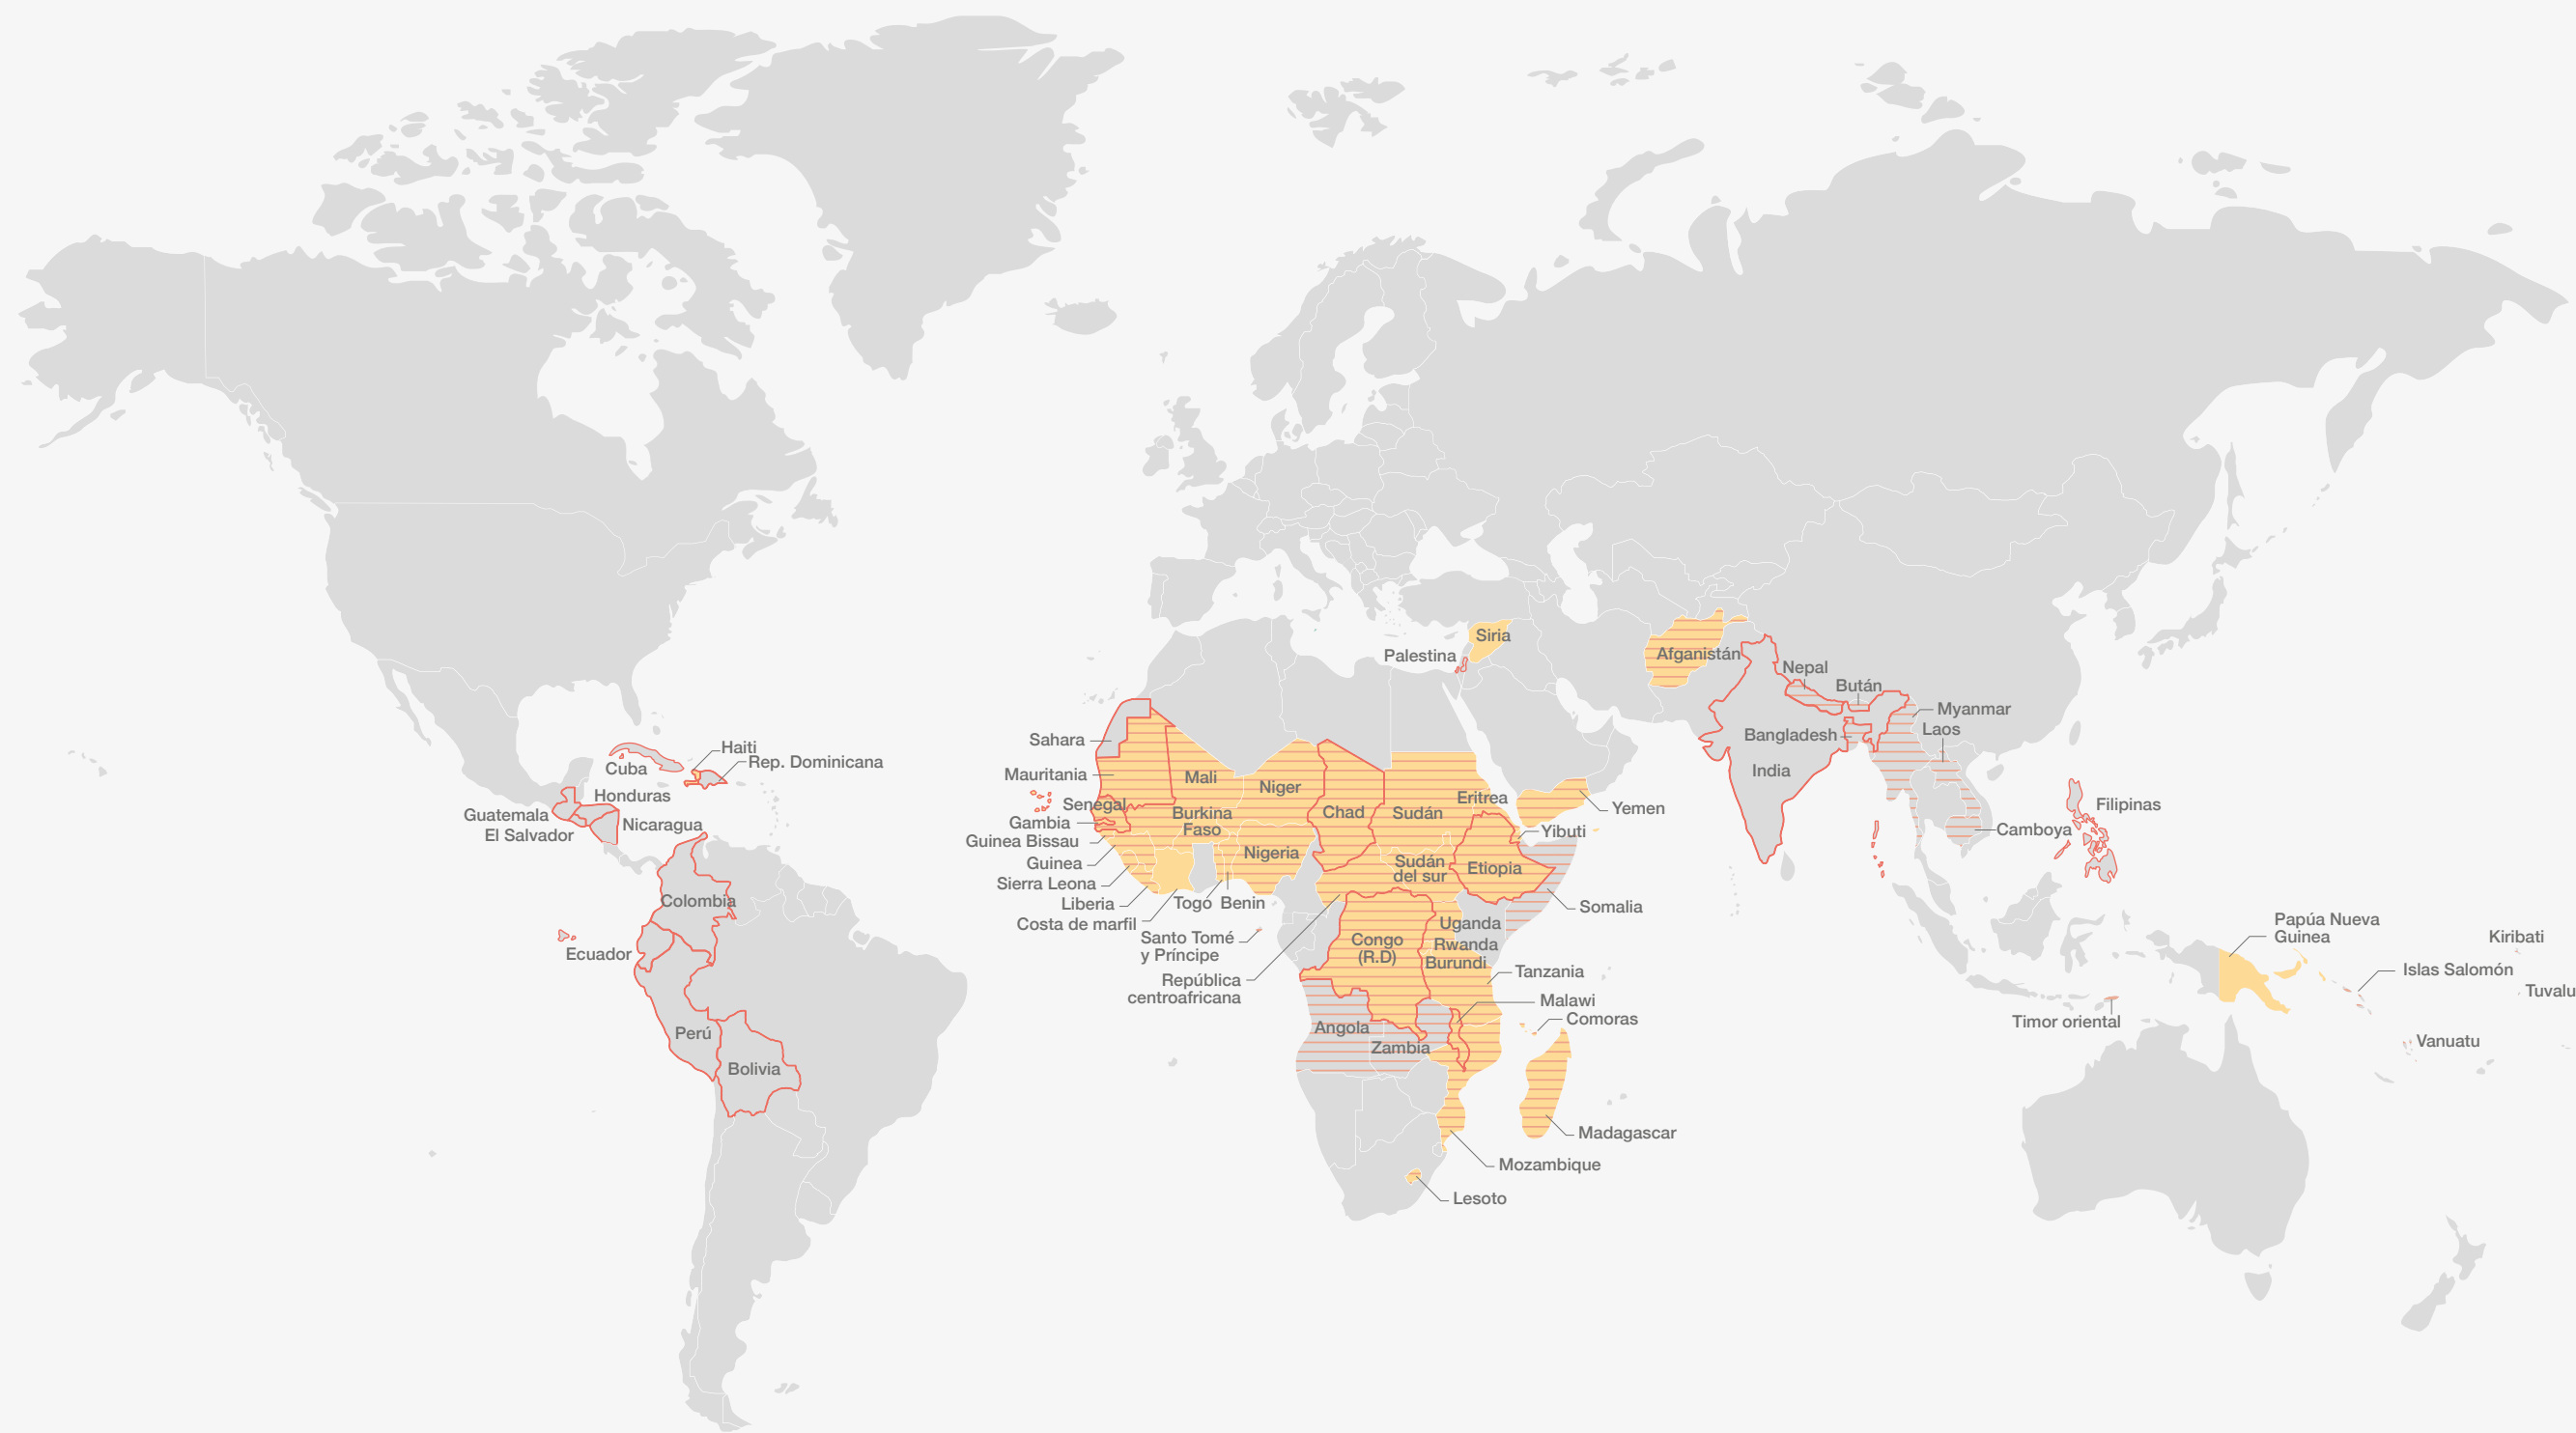 Haiti
Rep. Dominicana
Cuba
Honduras
Guatemala
Nicaragua
El Salvador
Colombia
Ecuador
Perú
Bolivia
Siria
Palestina
Afganistán
Nepal
Bután
Myanmar
Laos
Bangladesh
India
Camboya
Filipinas
Sahara
Mauritania
Mali
Niger
Senegal
Gambia
Burkina
Faso
Chad
Sudán
Eritrea
Yemen
Yibuti
Guinea Bissau
Guinea
Nigeria
Sudán
del sur
Etiopia
Sierra Leona
Liberia
Togo
Benin
Somalia
Costa de marfil
Santo Tomé
y Príncipe
Uganda
Congo
(R.D)
Rwanda
Burundi
Tanzania
República
centroafricana
Malawi
Comoras
Angola
Zambia
Madagascar
Mozambique
Lesoto
Papúa Nueva
Guinea
Kiribati
Islas Salomón
Tuvalu
Timor oriental
Vanuatu